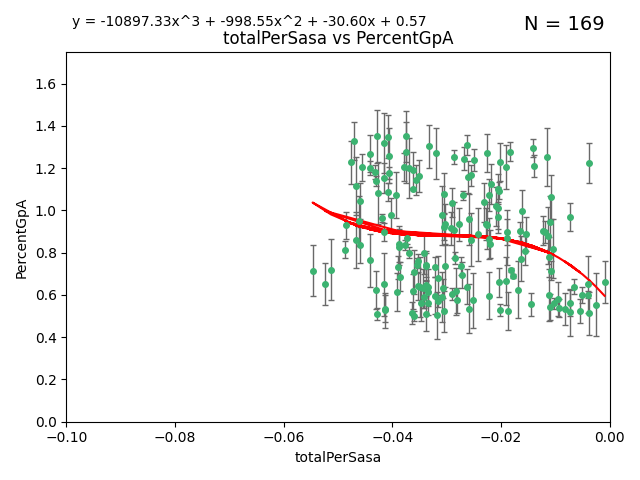 y = -10897.33x^3 + -998.55x^2 + -30.60x + 0.57
N = 169
totalPerSasa vs PercentGpA
PercentGpA
1.6
1.4
1.2
1.0
0.8
0.6
0.4
0.2
0.0
−0.10 −0.08 −0.06 −0.04 −0.02 0.00
totalPerSasa